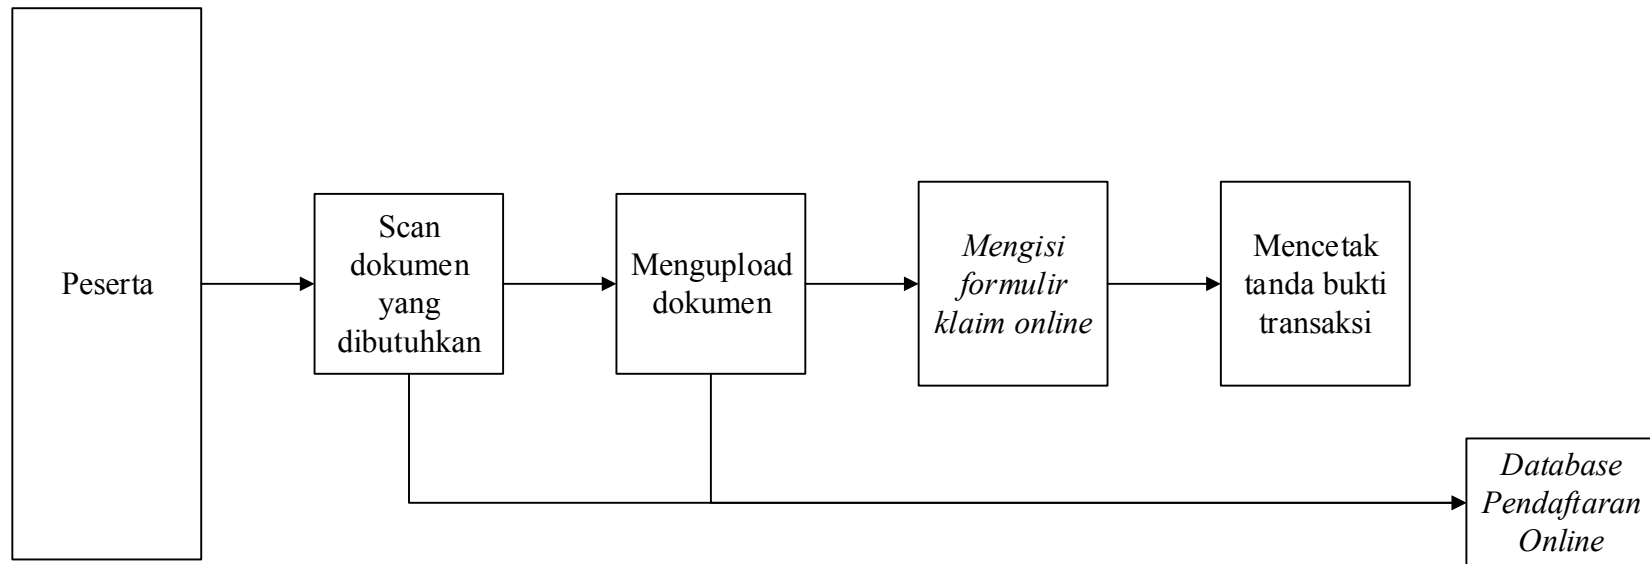 Peserta
Scan
dokumen
yang
dibutuhkan
Mengupload
dokumen
Mengisi
formulir
klaim online
Mencetak
tanda bukti
transaksi
Database
Pendaftaran
Online